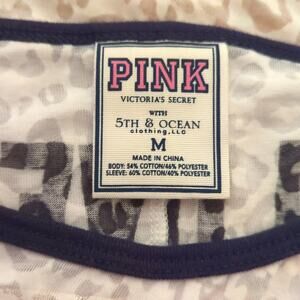 PINK
VICTORIA'S SECRET
WITH
5TH & OCEAN
clothing, LLC
M
MADE IN CHINA
BODY: 54% COTTON/46% POLYESTER
SLEEVE: 60% COTTON/40% POLYESTER